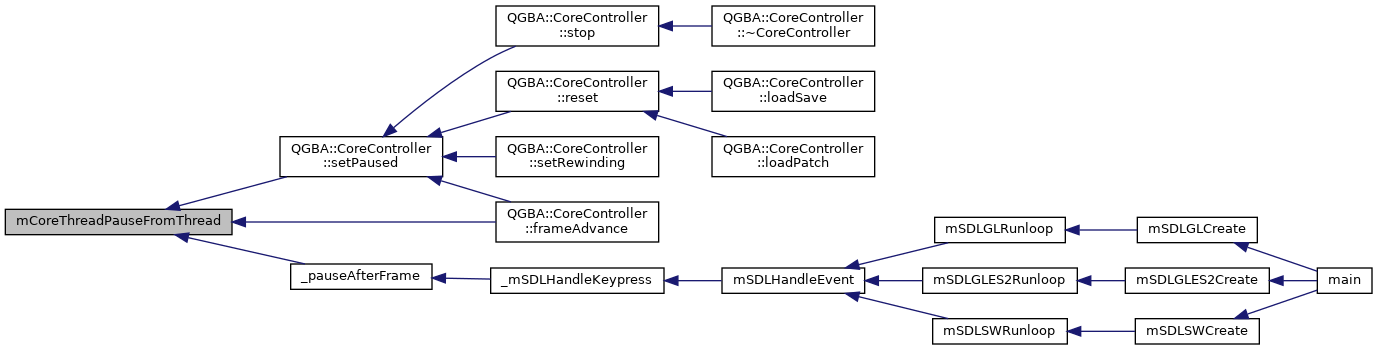 mCoreThreadPauseFromThread
QGBA::CoreController
::setPaused
QGBA::CoreController
::stop
QGBA::CoreController
::~CoreController
QGBA::CoreController
::reset
QGBA::CoreController
::loadSave
QGBA::CoreController
::loadPatch
QGBA::CoreController
::setRewinding
QGBA::CoreController
::frameAdvance
_pauseAfterFrame
_mSDLHandleKeypress
mSDLHandleEvent
mSDLGLRunloop
mSDLGLCreate
main
mSDLGLES2Runloop
mSDLGLES2Create
mSDLSWRunloop
mSDLSWCreate